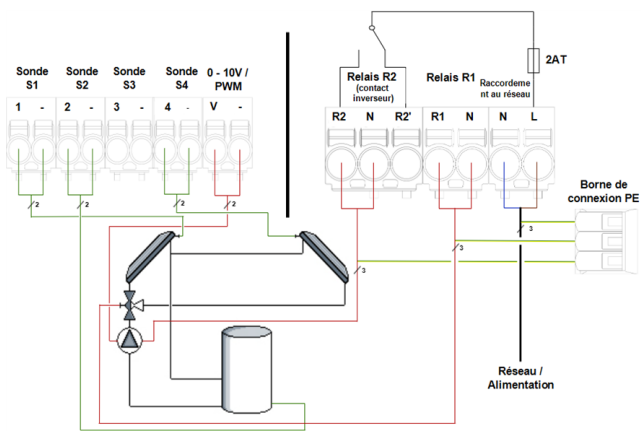 Sonde S1
Sonde S2
Sonde S3
Sonde S4
0 - 10V / PWM
1 -
2 -
3 -
4 -
V -
Relais R2
(contact
inverseur)
Relais R1
Raccordeme
nt au réseau
2AT
R2 N R2'
R1 N
N L
2
2
2
2
3
3
3
Borne de
connexion PE
Réseau /
Alimentation